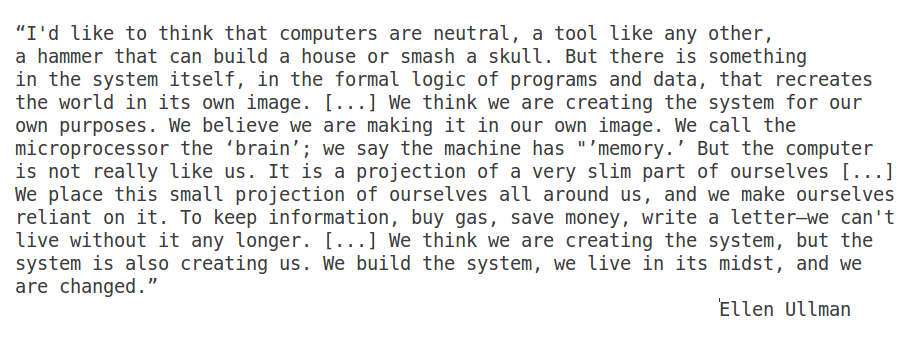 “I'd like to think that computers are neutral, a tool like any other,
a hammer that can build a house or smash a skull. But there is something
in the system itself, in the formal logic of programs and data, that recreates
the world in its own image. [...] We think we are creating the system for our
own purposes. We believe we are making it in our own image. We call the
microprocessor the ‘brain’; we say the machine has "’memory.’ But the computer
is not really like us. It is a projection of a very slim part of ourselves [...]
We place this small projection of ourselves all around us, and we make ourselves
reliant on it. To keep information, buy gas, save money, write a letter—we can't
live without it any longer. [...] We think we are creating the system, but the
system is also creating us. We build the system, we live in its midst, and we
are changed.”
Ellen Ullman